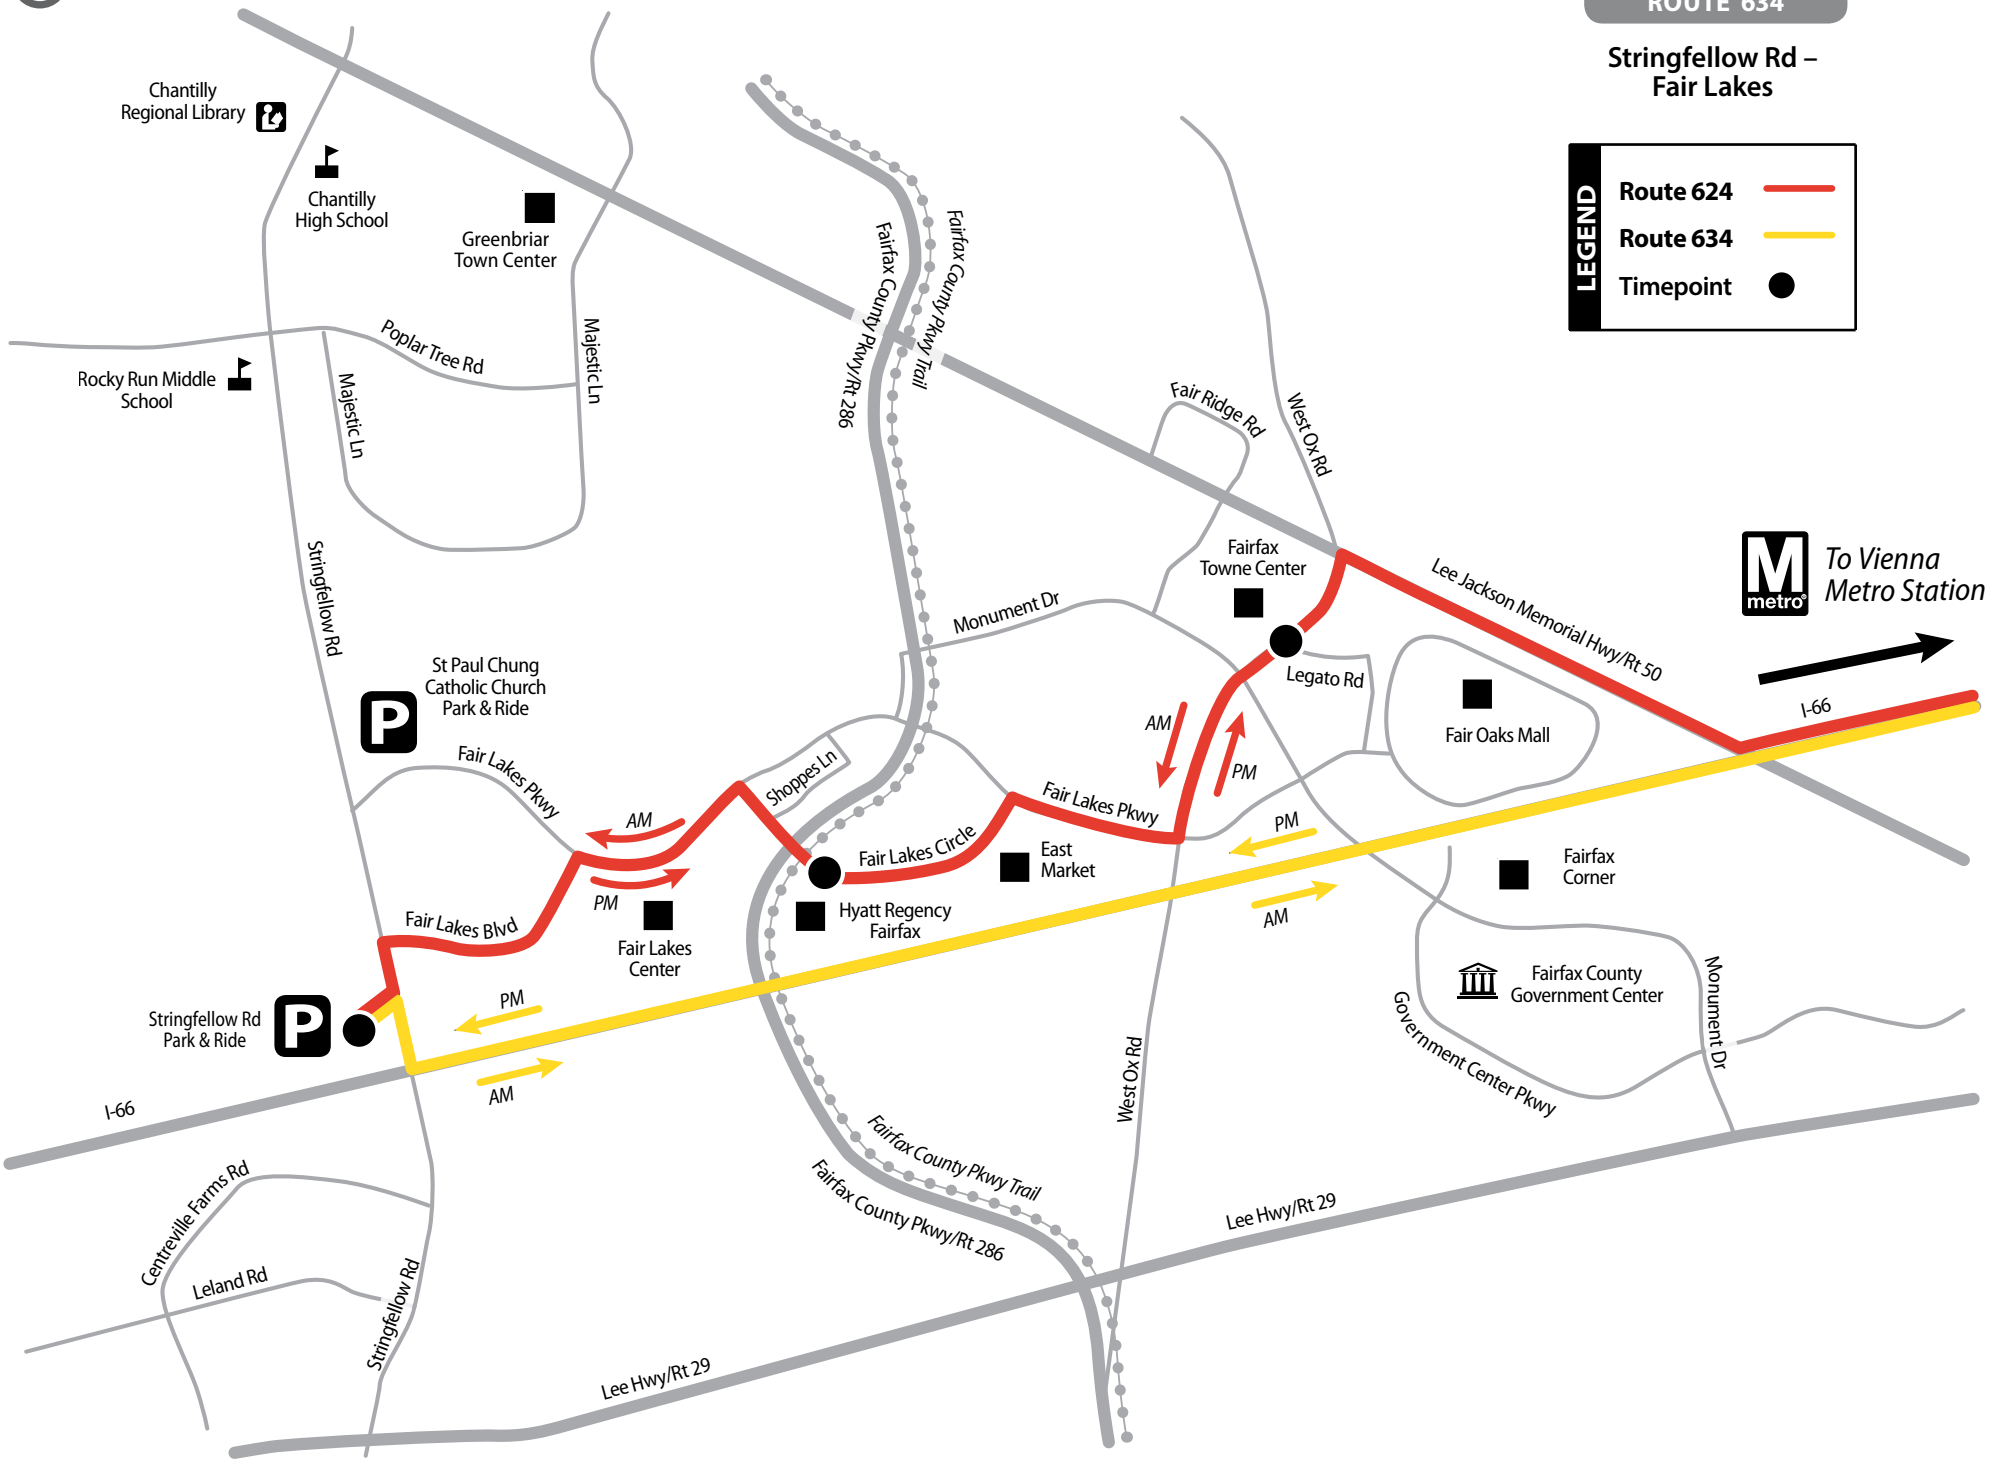 ROUTE 634
Stringfellow Rd –
Fair Lakes
LEGEND
Route 624
Route 634
Timepoint
Chantilly
Regional Library
Chantilly
High School
Greenbriar
Town Center
Fairfax County Pkwy/Rt 286
Fairfax County Pkwy Trail
Poplar Tree Rd
Majestic Ln
Majestic Ln
Rocky Run Middle
School
Fair Ridge Rd
West Ox Rd
Stringfellow Rd
Fairfax
Towne Center
Lee Jackson Memorial Hwy/Rt 50
M
metro
To Vienna
Metro Station
Monument Dr
Legato Rd
St Paul Chung
Catholic Church
Park & Ride
P
Fair Oaks Mall
I-66
AM
PM
Fair Lakes Pkwy
Shoppes Ln
Fair Lakes Pkwy
AM
PM
Fair Lakes Circle
East
Market
PM
AM
Fairfax
Corner
Fair Lakes Blvd
Fair Lakes
Center
Hyatt Regency
Fairfax
Fairfax County
Government Center
Monument Dr
Government Center Pkwy
Stringfellow Rd
Park & Ride
P
PM
AM
I-66
West Ox Rd
Fairfax County Pkwy Trail
Fairfax County Pkwy/Rt 286
Centreville Farms Rd
Leland Rd
Stringfellow Rd
Lee Hwy/Rt 29
Lee Hwy/Rt 29